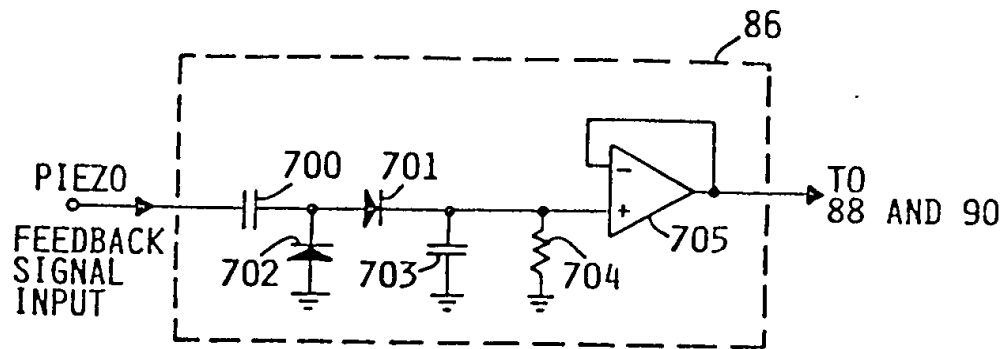 86
PIEZO
FEEDBACK
SIGNAL
INPUT
700
701
702
703
704
705
-
+
TO
88 AND 90